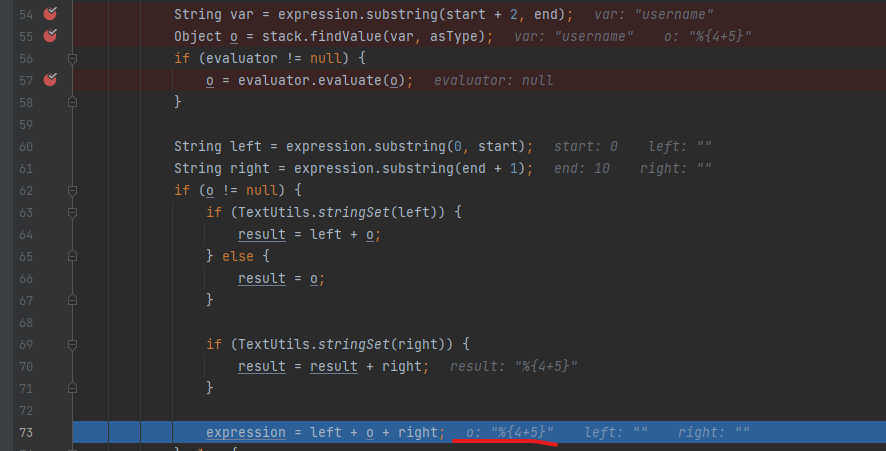 54 String var = expression.substring(start + 2, end); var: "username"
55 Object o = stack.findValue(var, asType); var: "username" o: "%{4+5}"
56 if (evaluator != null) {
57 o = evaluator.evaluate(o); evaluator: null
58 }
59
60 String left = expression.substring(0, start); start: 0 left: ""
61 String right = expression.substring(end + 1); end: 10 right: ""
62 if (o != null) {
63 if (TextUtils.stringSet(left)) {
64 result = left + o;
65 } else {
66 result = o;
67 }
68
69 if (TextUtils.stringSet(right)) {
70 result = result + right; result: "%{4+5}"
71 }
72
73 expression = left + o + right; o: "%{4+5}" left: "" right: ""